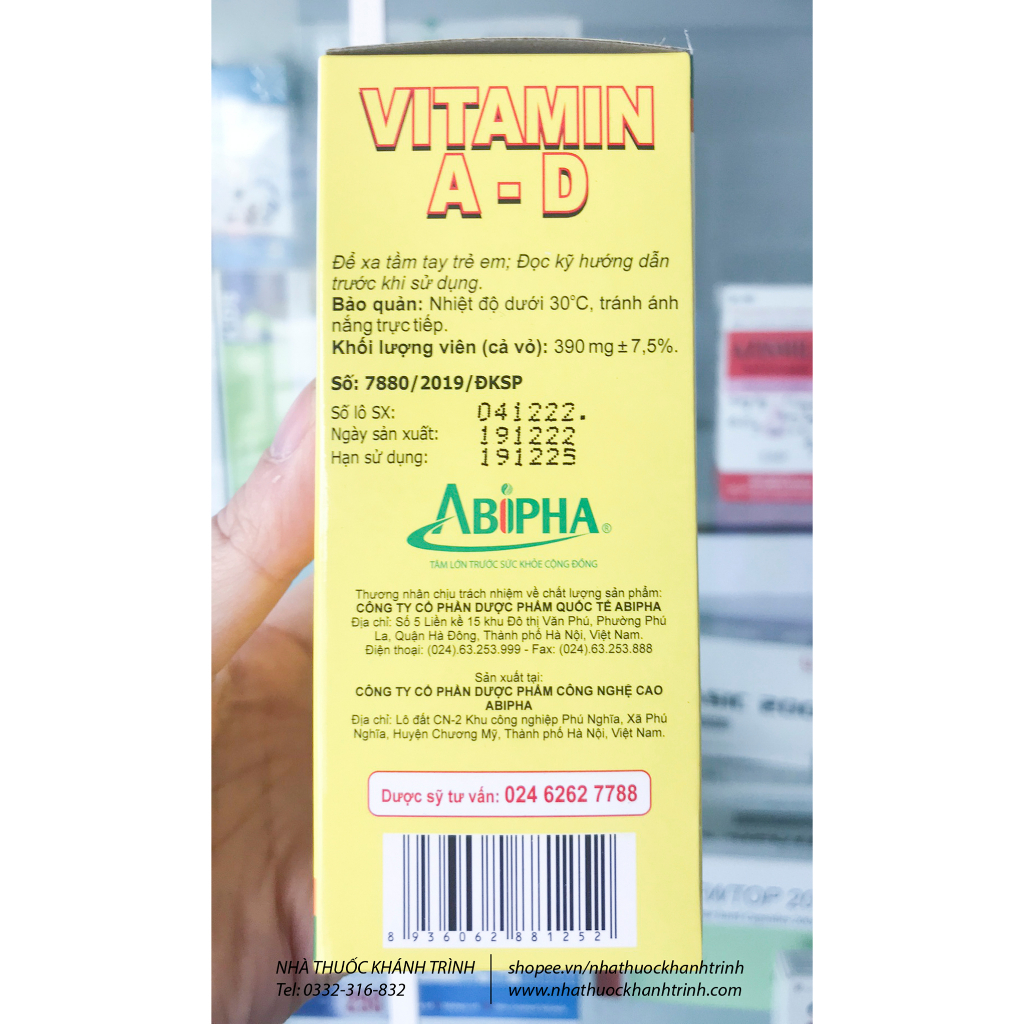 VITAMIN
A - D
Để xa tầm tay trẻ em; Đọc kỹ hướng dẫn
trước khi sử dụng.
Bảo quản: Nhiệt độ dưới 30°C, tránh ánh
nắng trực tiếp.
Khối lượng viên (cả vỏ): 390 mg ± 7,5%.
Số: 7880/2019/ĐKSP
Số lô SX: 041222.
Ngày sản xuất: 191222
Hạn sử dụng: 191225
ABIPHA®
TÂM LỚN TRƯỚC SỨC KHỎE CỘNG ĐỒNG
Thương nhân chịu trách nhiệm về chất lượng sản phẩm:
CÔNG TY CỔ PHẦN DƯỢC PHẨM QUỐC TẾ ABIPHA
Địa chỉ: Số 5 Liền kề 15 khu Đô thị Văn Phú, Phường Phú
La, Quận Hà Đông, Thành phố Hà Nội, Việt Nam.
Điện thoại: (024).63.253.999 - Fax: (024).63.253.888
Sản xuất tại:
CÔNG TY CỔ PHẦN DƯỢC PHẨM CÔNG NGHỆ CAO
ABIPHA
Địa chỉ: Lô đất CN-2 Khu công nghiệp Phú Nghĩa, Xã Phú
Nghĩa, Huyện Chương Mỹ, Thành phố Hà Nội, Việt Nam.
Dược sỹ tư vấn: 024 6262 7788
8 936062 881252
NHÀ THUỐC KHÁNH TRÌNH
Tel: 0332-316-832
shopee.vn/nhathuockhanhtrinh
www.nhathuockhanhtrinh.com